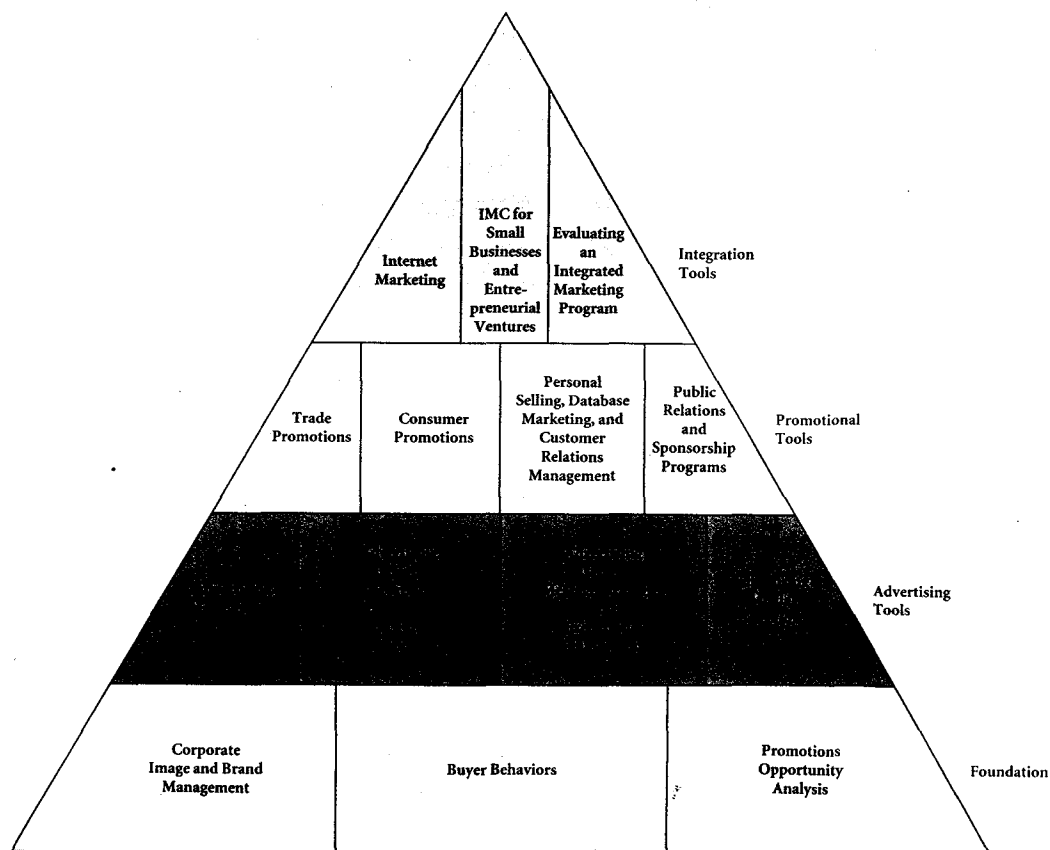 Internet
Marketing
IMC for
Small
Businesses
and
Entre-
preneurial
Ventures
Evaluating
an
Integrated
Marketing
Program
Integration
Tools
Trade
Promotions
Consumer
Promotions
Personal
Selling, Database
Marketing, and
Customer
Relations
Management
Public
Relations
and
Sponsorship
Programs
Promotional
Tools
Advertising
Tools
Corporate
Image and Brand
Management
Buyer Behaviors
Promotions
Opportunity
Analysis
Foundation